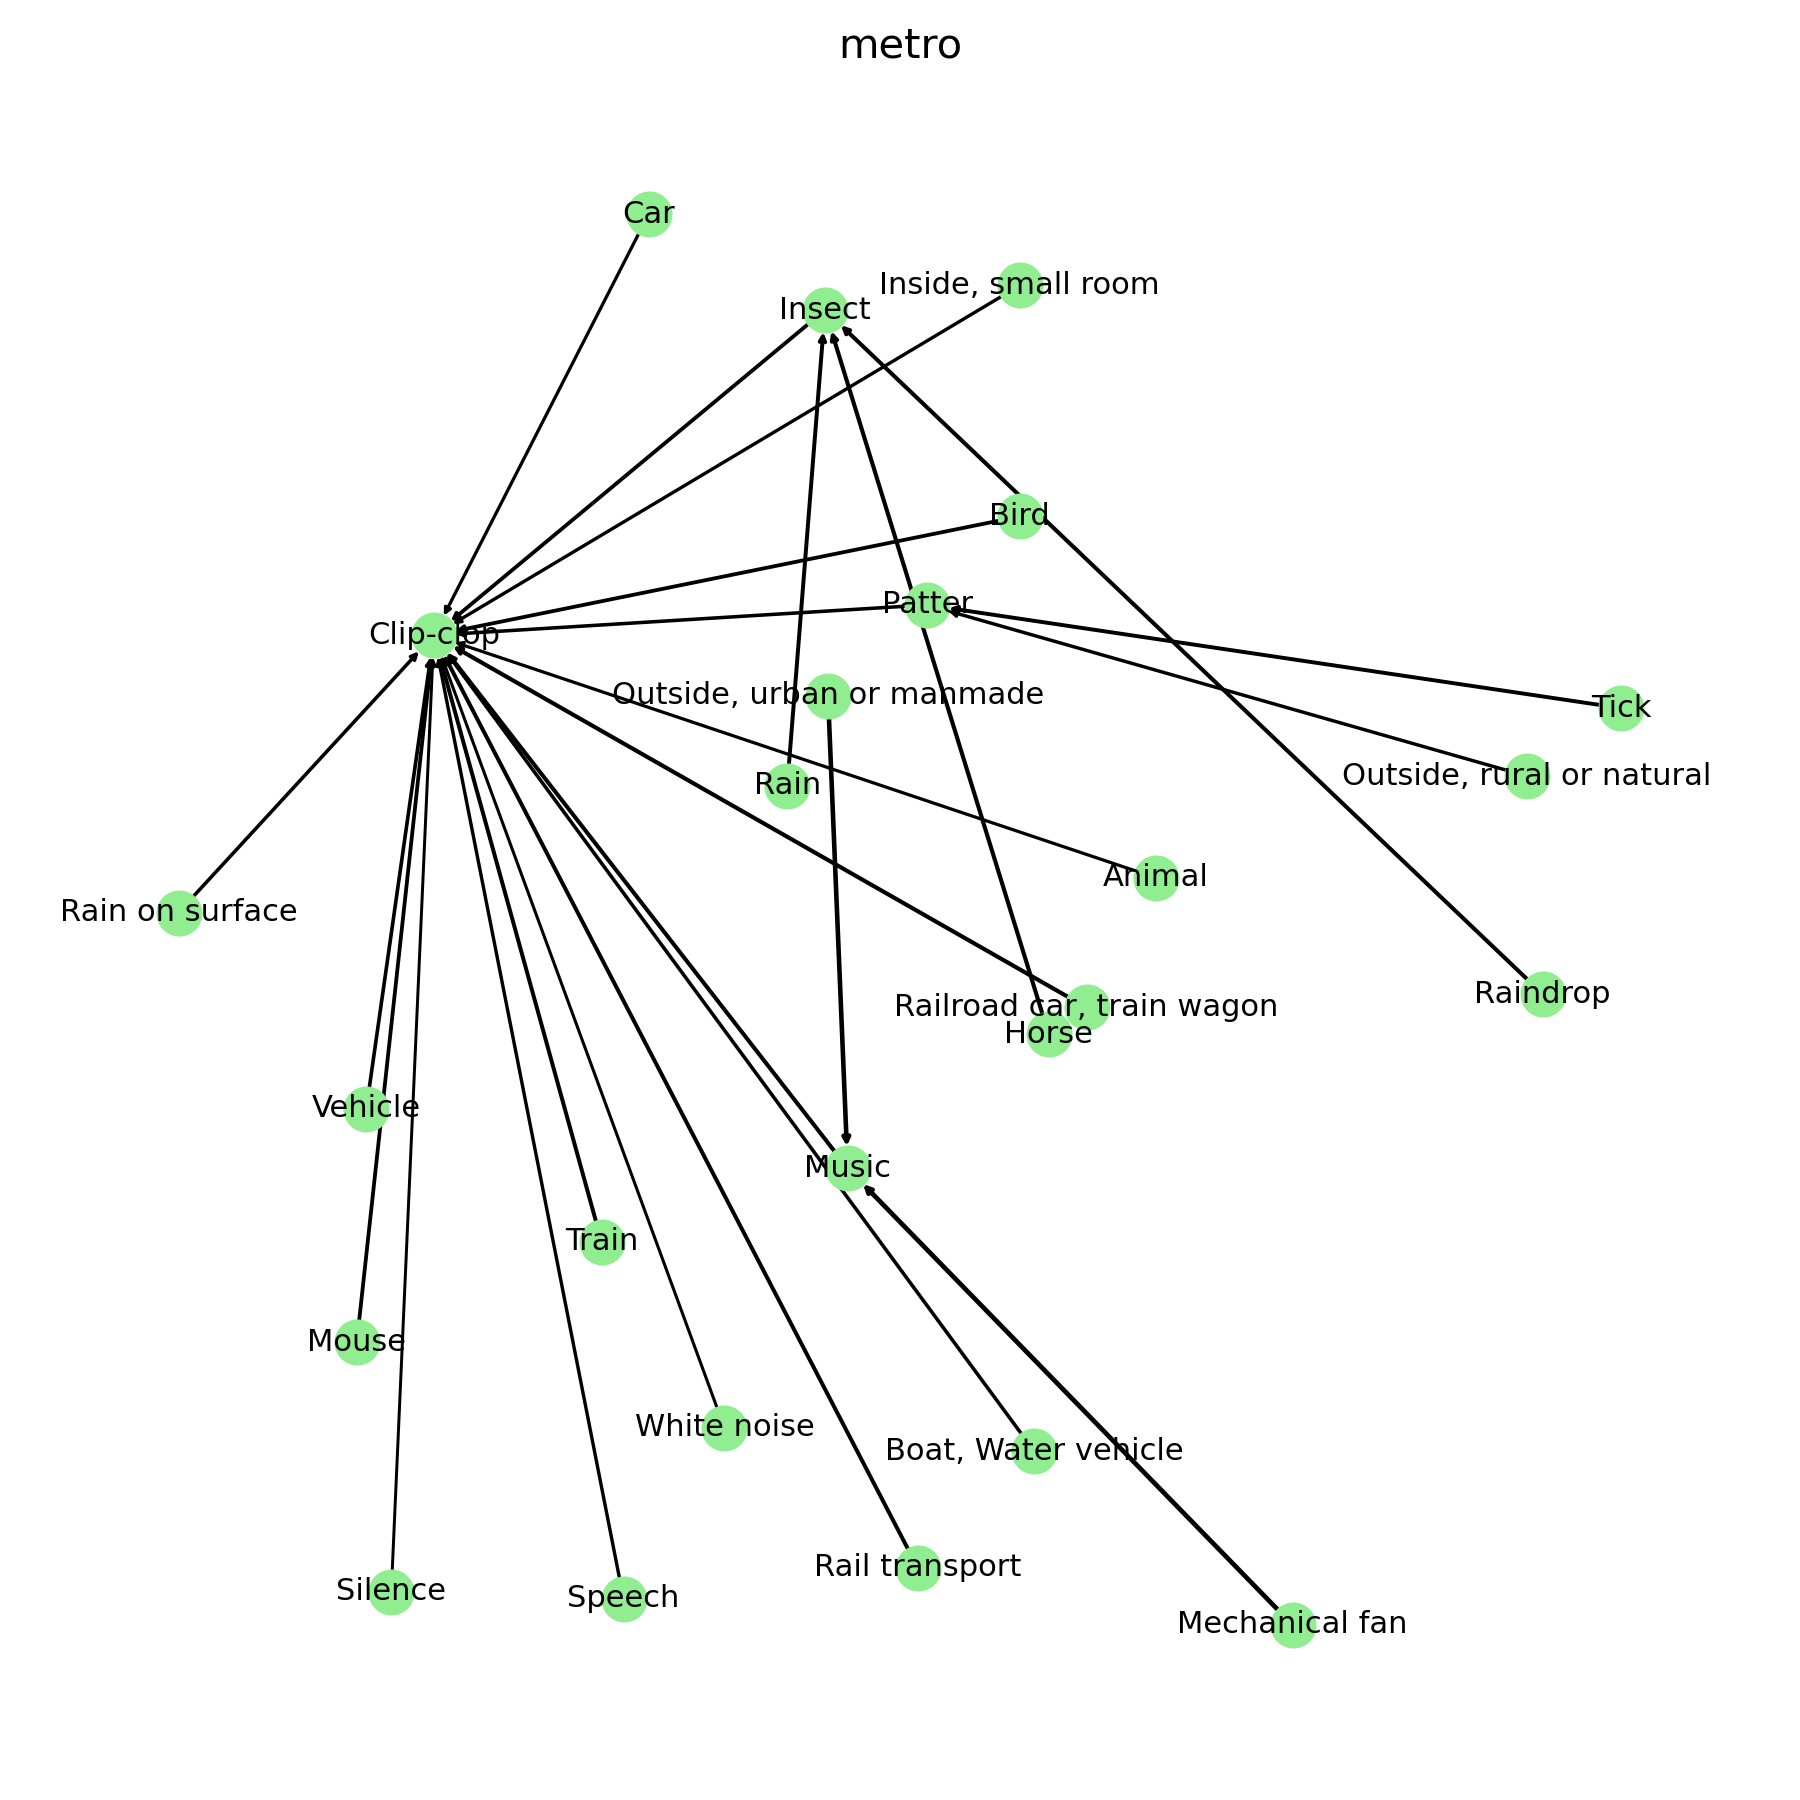 metro
Car
Inside, small room
Insect
Bird
Patter
Clip-clop
Outside, urban or manmade
Tick
Outside, rural or natural
Rain
Animal
Rain on surface
Raindrop
Railroad car, train wagon
Horse
Vehicle
Music
Train
Mouse
White noise
Boat, Water vehicle
Rail transport
Silence
Speech
Mechanical fan